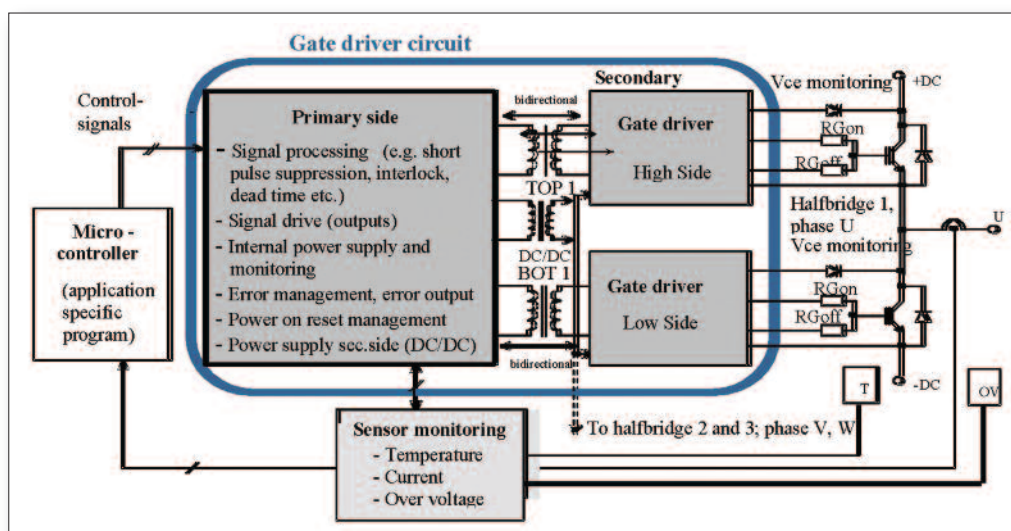 Gate driver circuit
Control-
signals
Micro -
controller
(application
specific
program)
Primary side
- Signal processing (e.g. short
pulse suppression, interlock,
dead time etc.)
- Signal drive (outputs)
- Internal power supply and
monitoring
- Error management, error output
- Power on reset management
- Power supply sec.side (DC/DC)
bidirectional
TOP 1
DC/DC
BOT 1
bidirectional
Secondary
Gate driver
High Side
Gate driver
Low Side
Vce monitoring
+DC
RGon
RGoff
Halfbridge 1,
phase U
U
Vce monitoring
RGon
RGoff
-DC
T
OV
To halfbridge 2 and 3; phase V, W
Sensor monitoring
- Temperature
- Current
- Over voltage